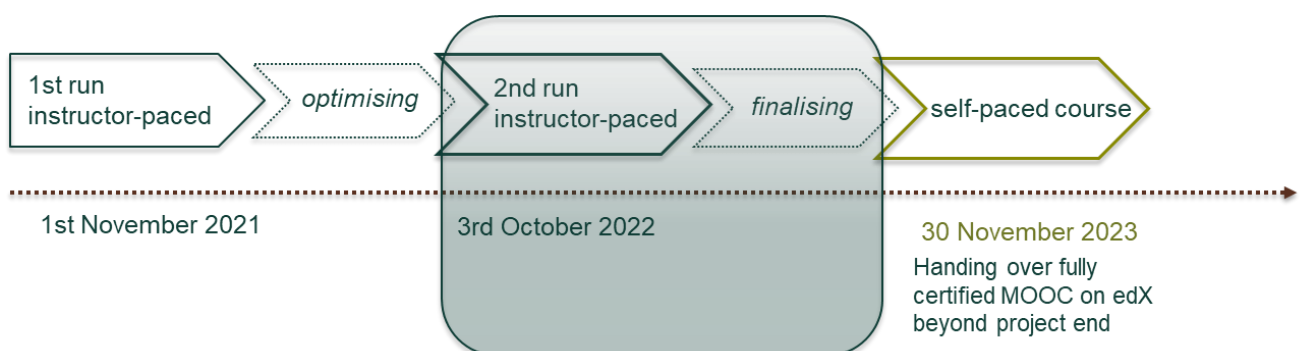 1st run
instructor-paced
optimising
2nd run
instructor-paced
finalising
self-paced course
1st November 2021
3rd October 2022
30 November 2023
Handing over fully
certified MOOC on edX
beyond project end